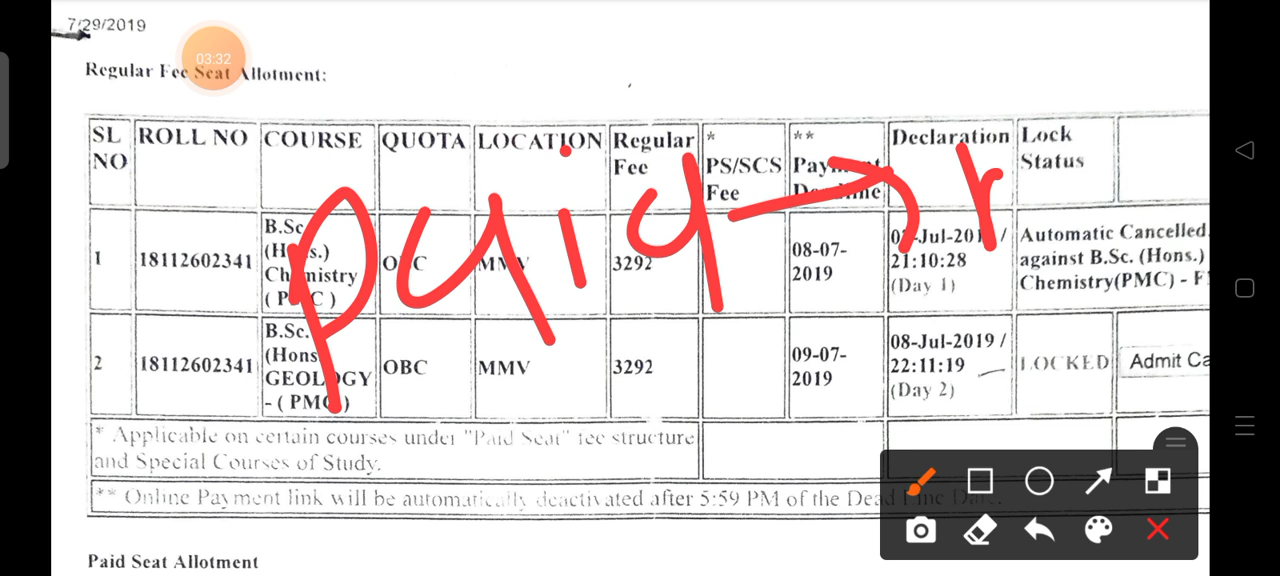 7/29/2019
03:32
Regular Fee Seat Allotment:
SL NO ROLL NO COURSE QUOTA LOCATION Regular Fee * PS/SCS Fee ** Payment Deadline Declaration Lock Status
1 18112602341 B.Sc. (Hons.) Chemistry ( PMC ) OBC MMV 3292 08-07-2019 -Jul-2019 / 21:10:28 (Day 1) Automatic Cancelled. against B.Sc. (Hons.) Chemistry(PMC) - F
2 18112602341 B.Sc. (Hons GEOLOGY - ( PMC ) OBC MMV 3292 09-07-2019 08-Jul-2019 / 22:11:19 (Day 2) LOCKED Admit Ca
* Applicable on certain courses under "Paid Seat" fee structure
and Special Courses of Study.
** Online Payment link will be automatically deactivated after 5:59 PM of the Dead Line Date.
Paid Seat Allotment
paid → r